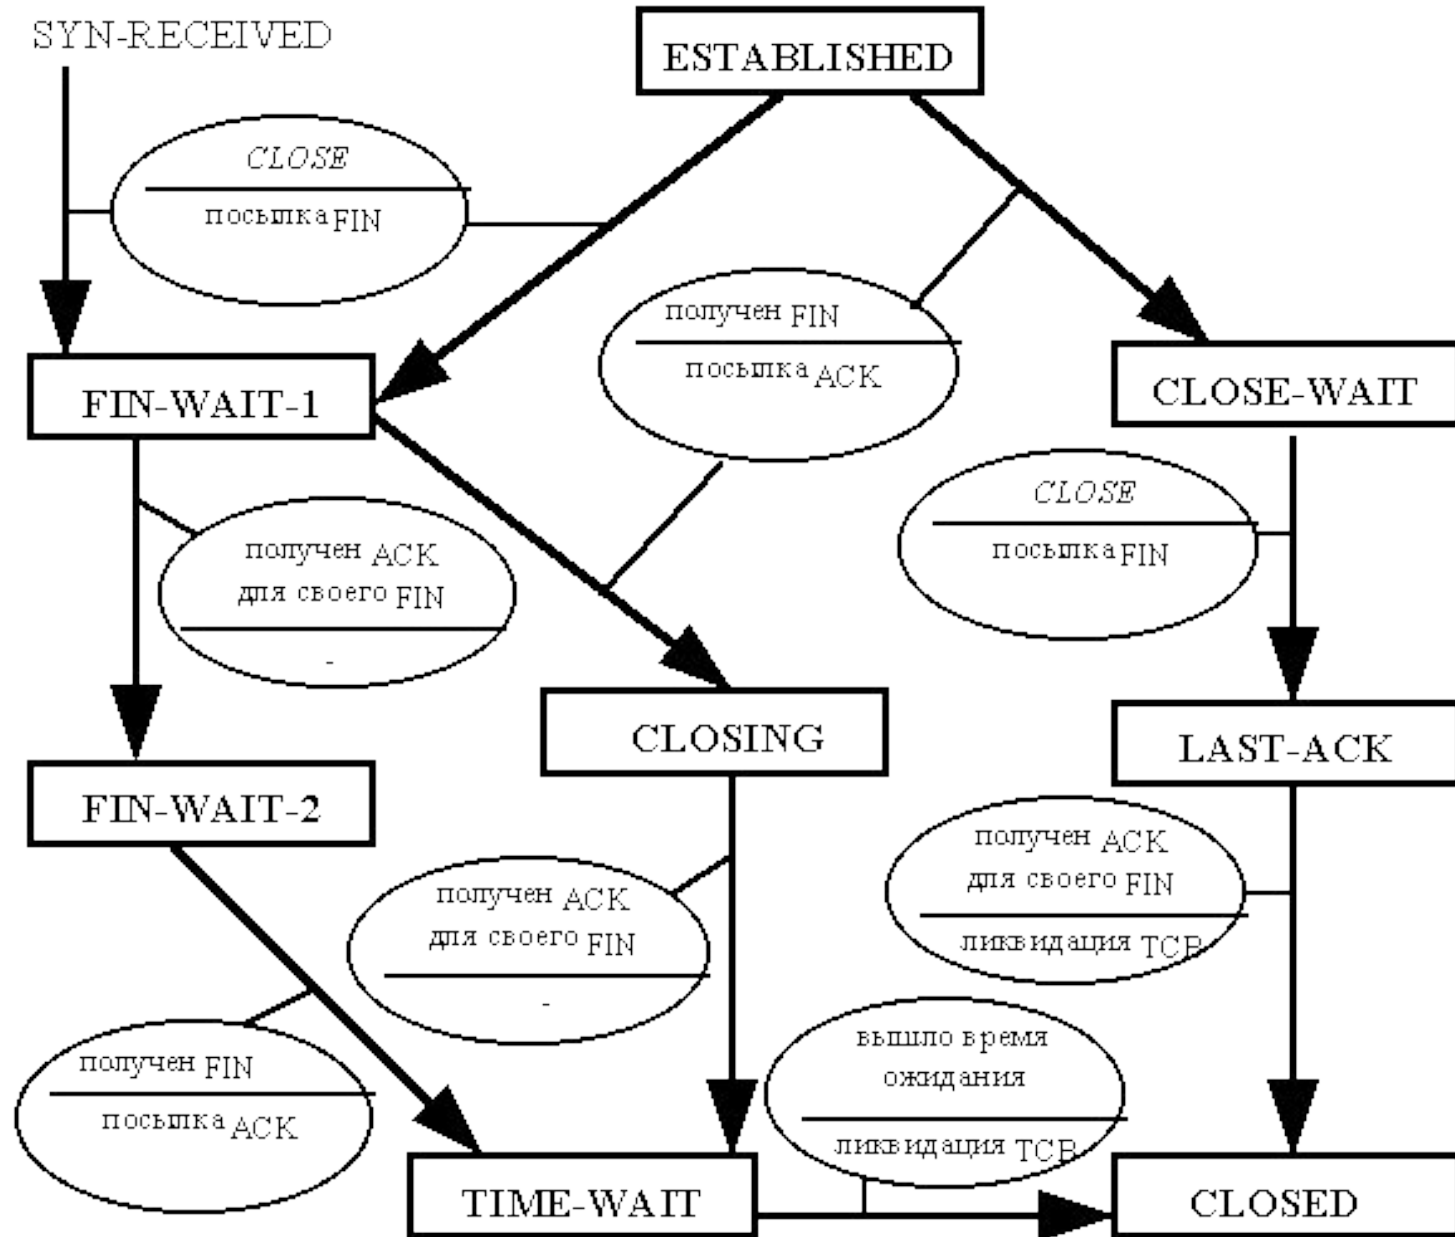 SYN-RECEIVED
ESTABLISHED
CLOSE
посылка FIN
получен FIN
посылка ACK
FIN-WAIT-1
CLOSE-WAIT
CLOSE
посылка FIN
получен ACK
для своего FIN
-
CLOSING
LAST-ACK
FIN-WAIT-2
получен ACK
для своего FIN
ликвидация TCB
получен ACK
для своего FIN
-
вышло время
ожидания
ликвидация TCB
получен FIN
посылка ACK
TIME-WAIT
CLOSED